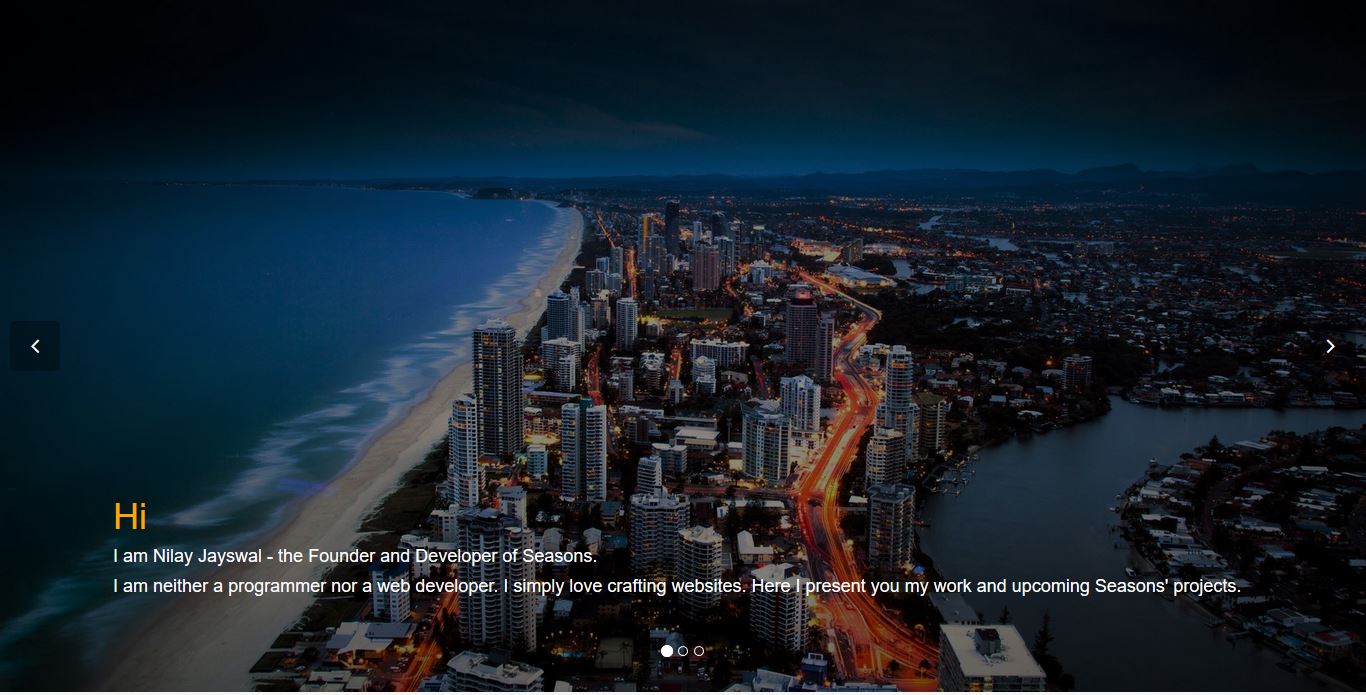 Hi
I am Nilay Jayswal - the Founder and Developer of Seasons.
I am neither a programmer nor a web developer. I simply love crafting websites. Here I present you my work and upcoming Seasons' projects.